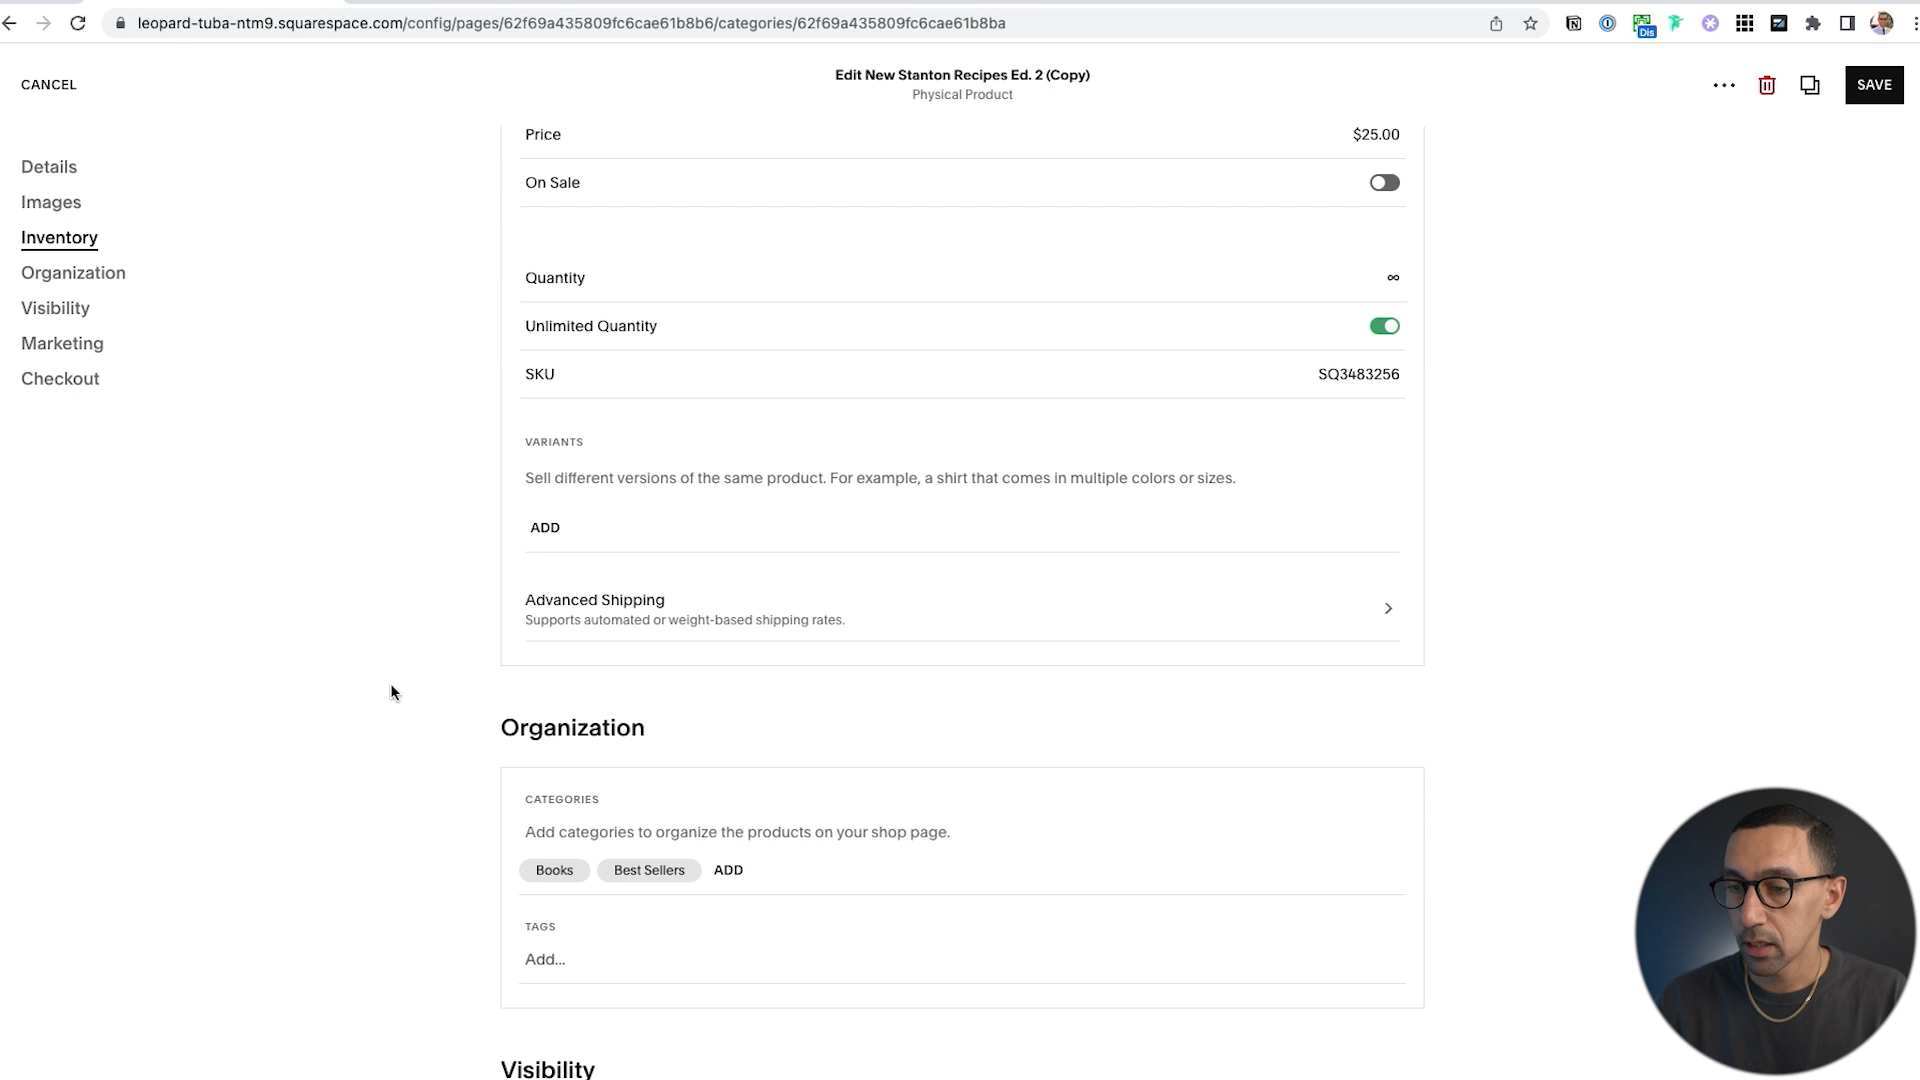 leopard-tuba-ntm9.squarespace.com/config/pages/62f69a435809fc6cae61b8b6/categories/62f69a435809fc6cae61b8ba
Dis
CANCEL
Edit New Stanton Recipes Ed. 2 (Copy)
Physical Product
SAVE
Details
Images
Inventory
Organization
Visibility
Marketing
Checkout
Price $25.00
On Sale
Quantity ∞
Unlimited Quantity
SKU SQ3483256
VARIANTS
Sell different versions of the same product. For example, a shirt that comes in multiple colors or sizes.
ADD
Advanced Shipping
Supports automated or weight-based shipping rates.
Organization
CATEGORIES
Add categories to organize the products on your shop page.
Books Best Sellers ADD
TAGS
Add...
Visibility